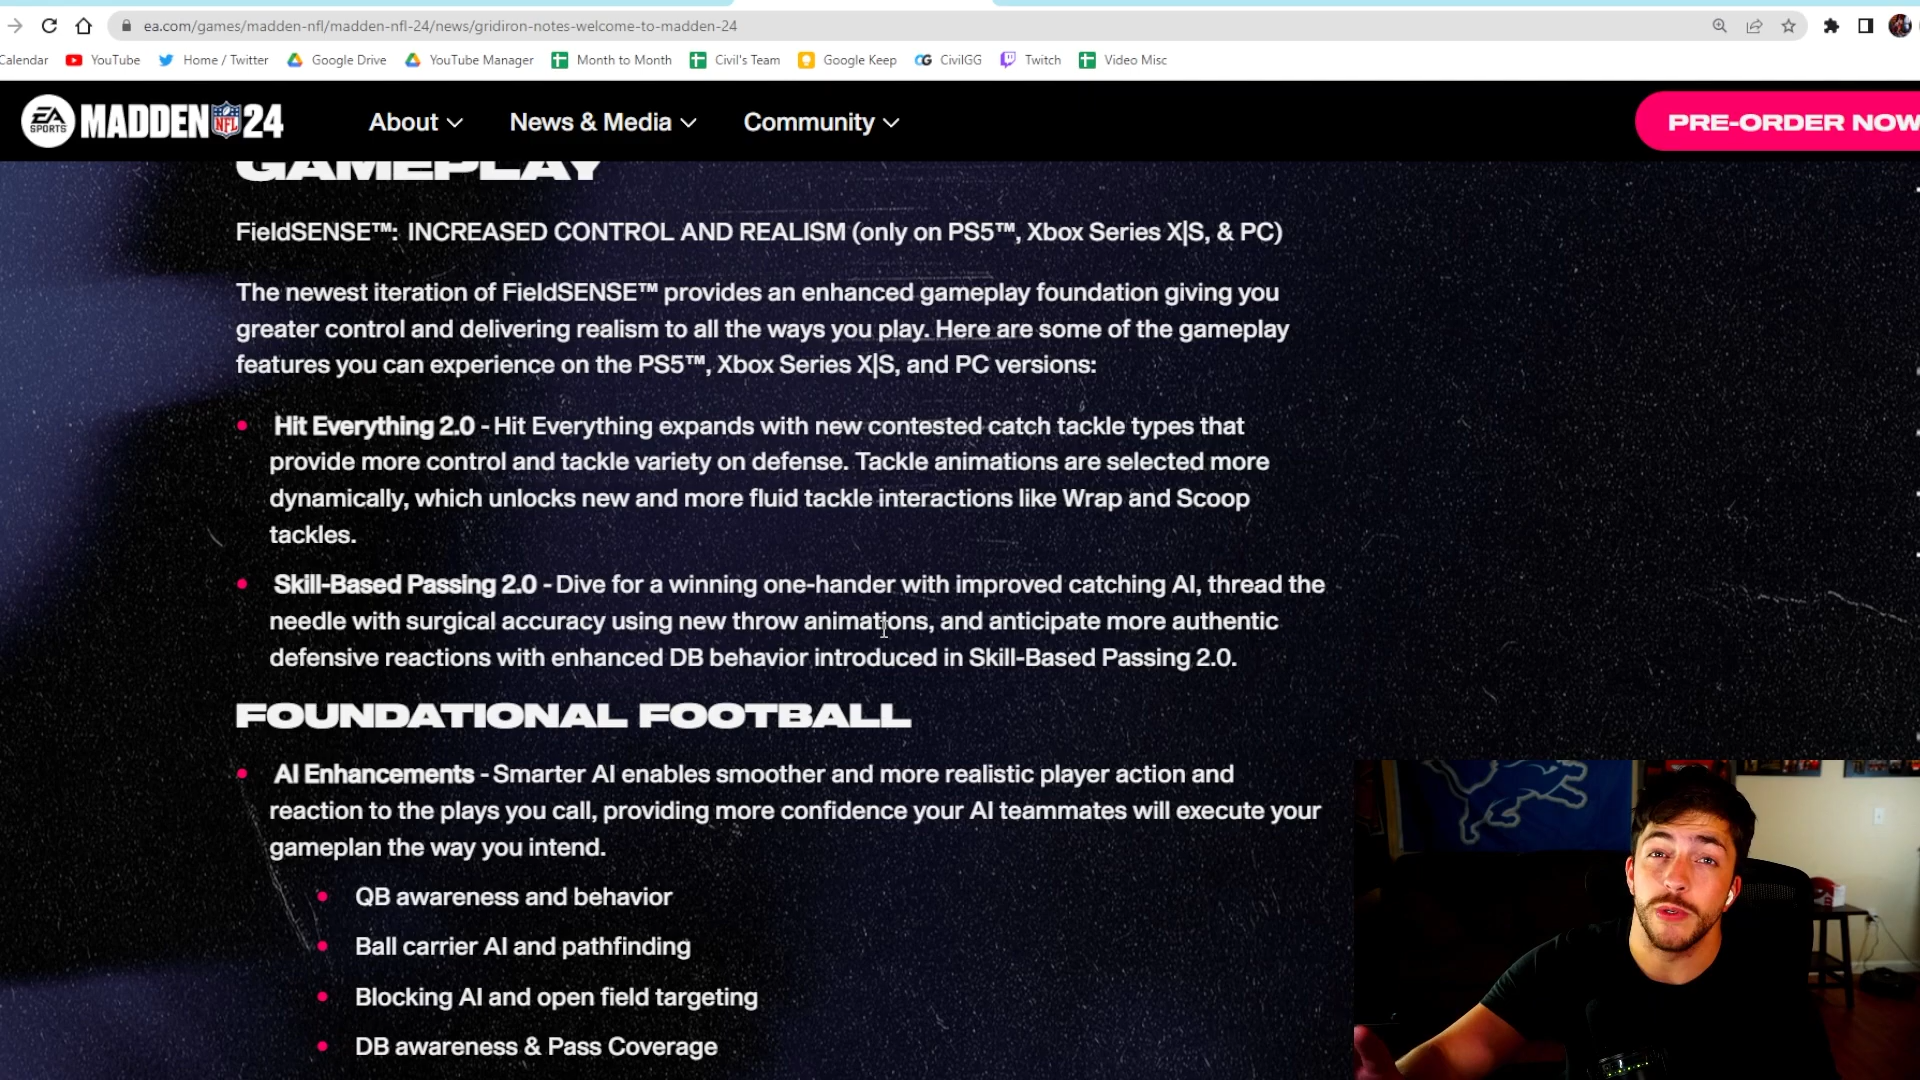 ea.com/games/madden-nfl/madden-nfl-24/news/gridiron-notes-welcome-to-madden-24
Calendar YouTube Home / Twitter Google Drive YouTube Manager Month to Month Civil's Team Google Keep CG CivilGG Twitch Video Misc
EA SPORTS MADDEN NFL 24 About News & Media Community PRE-ORDER NOW
GAMEPLAY
FieldSENSE™: INCREASED CONTROL AND REALISM (only on PS5™, Xbox Series X|S, & PC)
The newest iteration of FieldSENSE™ provides an enhanced gameplay foundation giving you
greater control and delivering realism to all the ways you play. Here are some of the gameplay
features you can experience on the PS5™, Xbox Series X|S, and PC versions:
Hit Everything 2.0 - Hit Everything expands with new contested catch tackle types that
provide more control and tackle variety on defense. Tackle animations are selected more
dynamically, which unlocks new and more fluid tackle interactions like Wrap and Scoop
tackles.
Skill-Based Passing 2.0 - Dive for a winning one-hander with improved catching AI, thread the
needle with surgical accuracy using new throw animations, and anticipate more authentic
defensive reactions with enhanced DB behavior introduced in Skill-Based Passing 2.0.
FOUNDATIONAL FOOTBALL
AI Enhancements - Smarter AI enables smoother and more realistic player action and
reaction to the plays you call, providing more confidence your AI teammates will execute your
gameplan the way you intend.
QB awareness and behavior
Ball carrier AI and pathfinding
Blocking AI and open field targeting
DB awareness & Pass Coverage